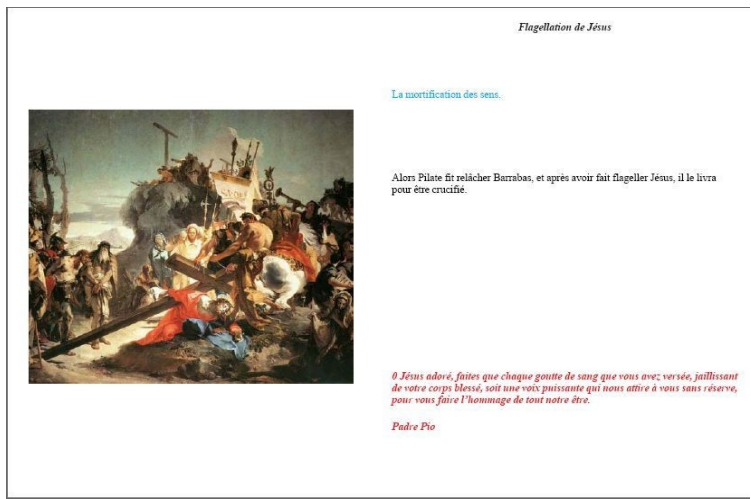 Flagellation de Jésus
La mortification des sens.
Alors Pilate fit relâcher Barrabas, et après avoir fait flageller Jésus, il le livra
pour être crucifié.
0 Jésus adoré, faites que chaque goutte de sang que vous avez versée, jaillissant
de votre corps blessé, soit une voix puissante qui nous attire à vous sans réserve,
pour vous faire l'hommage de tout notre être.
Padre Pio